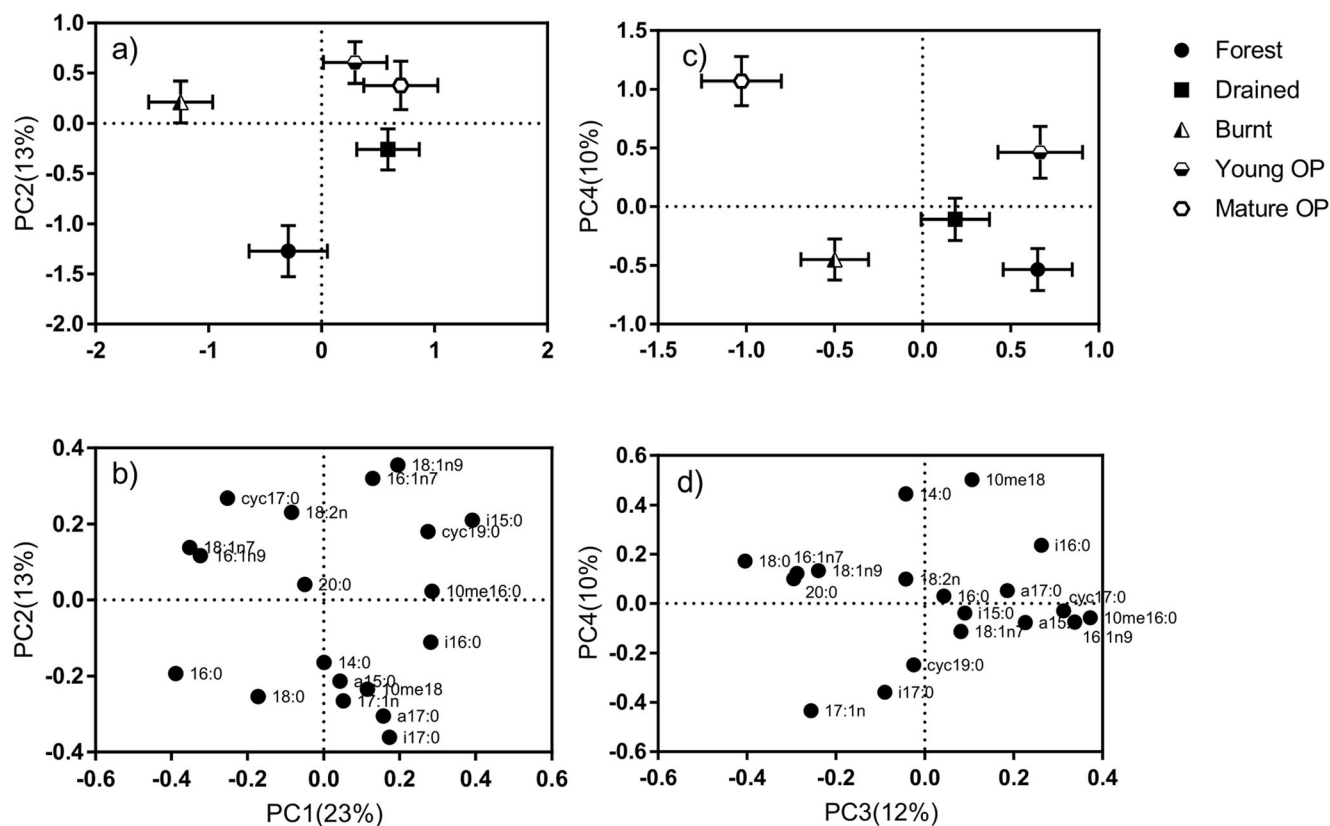 a)
PC2(13%)
1.0
0.5
0.0
-0.5
-1.0
-1.5
-2.0
-2
-1
0
1
2
c)
PC4(10%)
1.5
1.0
0.5
0.0
-0.5
-1.0
-1.5
-1.0
-0.5
0.0
0.5
1.0
Forest
Drained
Burnt
Young OP
Mature OP
b)
PC2(13%)
0.4
0.2
0.0
-0.2
-0.4
18:1n9
16:1n7
cyc17:0
18:2n
i15:0
cyc19:0
18:1n7
16:1n9
20:0
10me16:0
i16:0
14:0
16:0
a15:0
10me18
18:0
17:1n
a17:0
i17:0
-0.6
-0.4
-0.2
0.0
0.2
0.4
0.6
PC1(23%)
d)
PC4(10%)
0.6
0.4
0.2
0.0
-0.2
-0.4
-0.6
10me18
14:0
i16:0
18:0
16:1n7
18:1n9
20:0
18:2n
16:0
a17:0
cyc17:0
i15:0
18:1n7
10me16:0
16:1n9
cyc19:0
i17:0
17:1n
-0.6
-0.4
-0.2
0.0
0.2
0.4
PC3(12%)